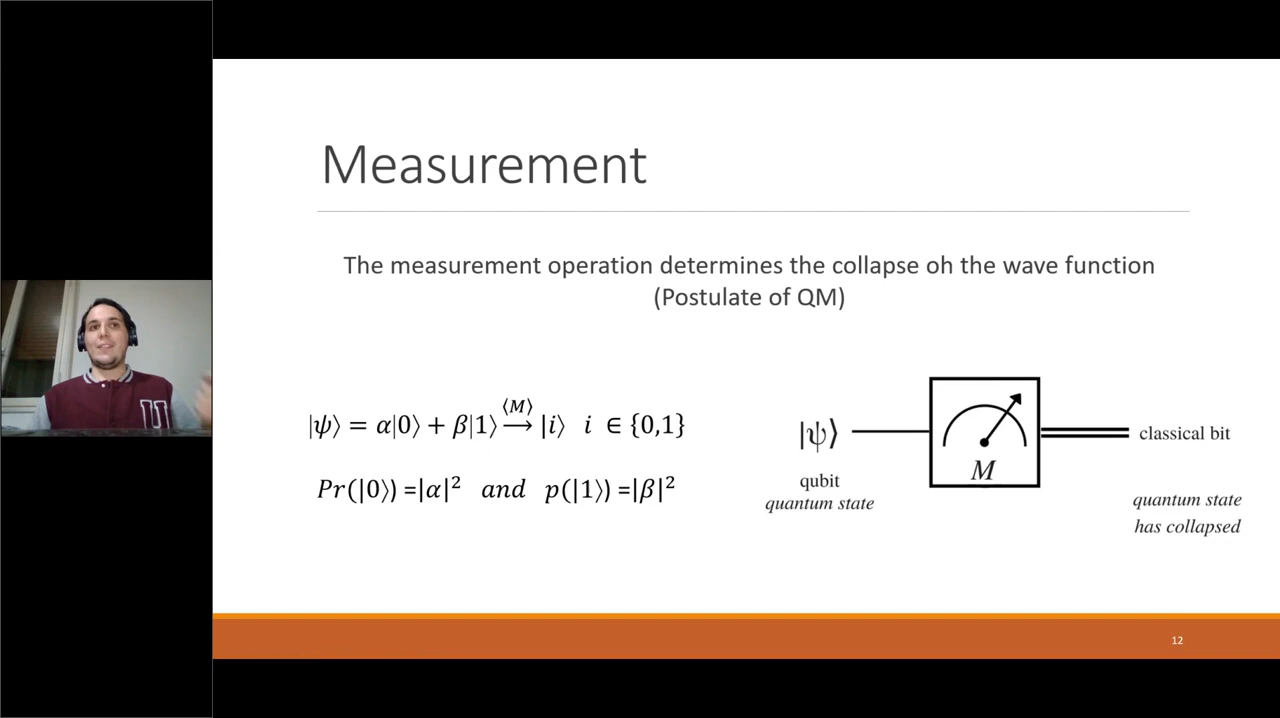 Measurement
The measurement operation determines the collapse oh the wave function
(Postulate of QM)
|ψ⟩ = α|0⟩ + β|1⟩ ⟨M⟩→ |i⟩ i ∈ {0,1}
Pr(|0⟩) =|α|² and p(|1⟩) =|β|²
|ψ⟩
qubit
quantum state
M
classical bit
quantum state
has collapsed
12